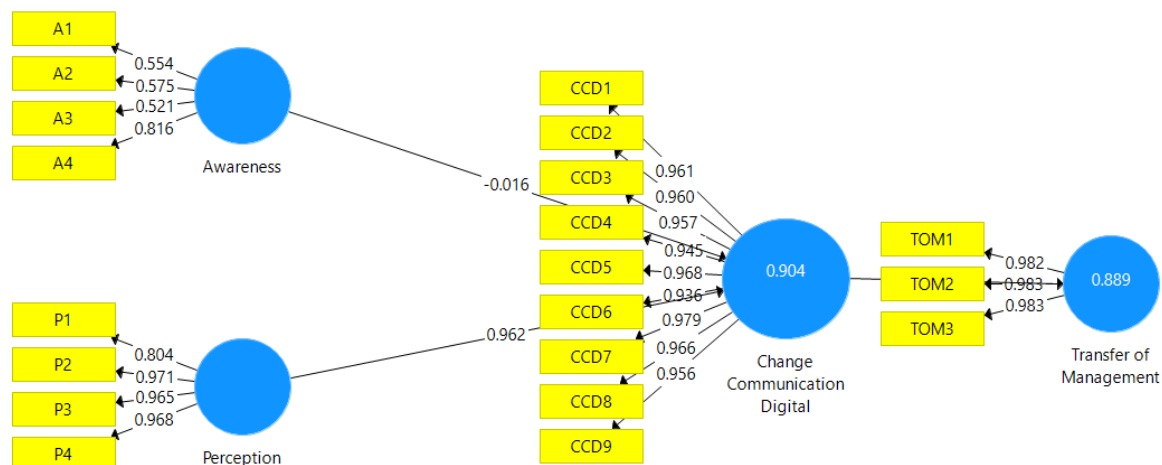 A1
A2
A3
A4
0.554
0.575
0.521
0.816
Awareness
P1
P2
P3
P4
0.804
0.971
0.965
0.968
Perception
-0.016
0.962
CCD1
CCD2
CCD3
CCD4
CCD5
CCD6
CCD7
CCD8
CCD9
0.961
0.960
0.957
0.945
0.968
0.936
0.979
0.966
0.956
0.904
Change
Communication
Digital
TOM1
TOM2
TOM3
0.982
0.983
0.983
0.889
Transfer of
Management